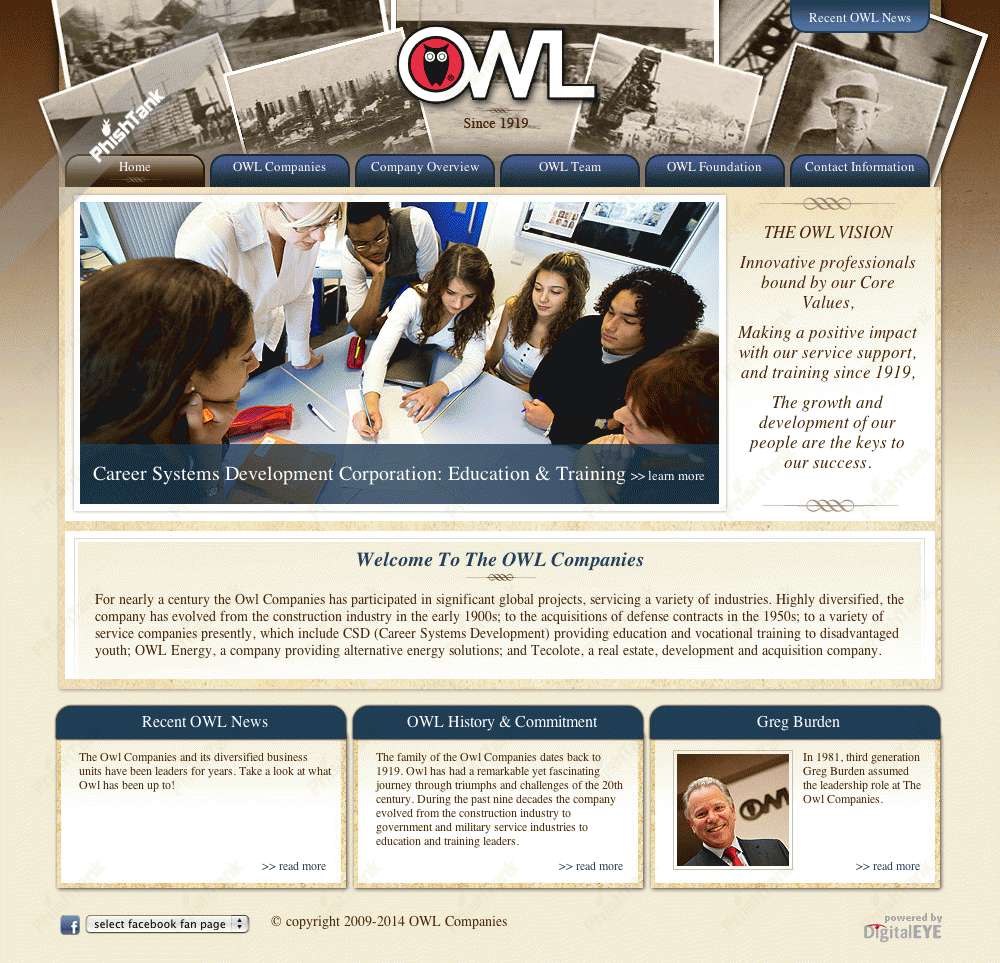 Recent OWL News
OWL
Since 1919
PhishTank
Home
OWL Companies
Company Overview
OWL Team
OWL Foundation
Contact Information
Career Systems Development Corporation: Education & Training >> learn more
THE OWL VISION
Innovative professionals
bound by our Core
Values,
Making a positive impact
with our service support,
and training since 1919,
The growth and
development of our
people are the keys to
our success.
Welcome To The OWL Companies
For nearly a century the Owl Companies has participated in significant global projects, servicing a variety of industries. Highly diversified, the
company has evolved from the construction industry in the early 1900s; to the acquisitions of defense contracts in the 1950s; to a variety of
service companies presently, which include CSD (Career Systems Development) providing education and vocational training to disadvantaged
youth; OWL Energy, a company providing alternative energy solutions; and Tecolote, a real estate, development and acquisition company.
Recent OWL News
The Owl Companies and its diversified business
units have been leaders for years. Take a look at what
Owl has been up to!
>> read more
OWL History & Commitment
The family of the Owl Companies dates back to
1919. Owl has had a remarkable yet fascinating
journey through triumphs and challenges of the 20th
century. During the past nine decades the company
evolved from the construction industry to
government and military service industries to
education and training leaders.
>> read more
Greg Burden
In 1981, third generation
Greg Burden assumed
the leadership role at The
Owl Companies.
>> read more
select facebook fan page
© copyright 2009-2014 OWL Companies
powered by
DigitalEYE